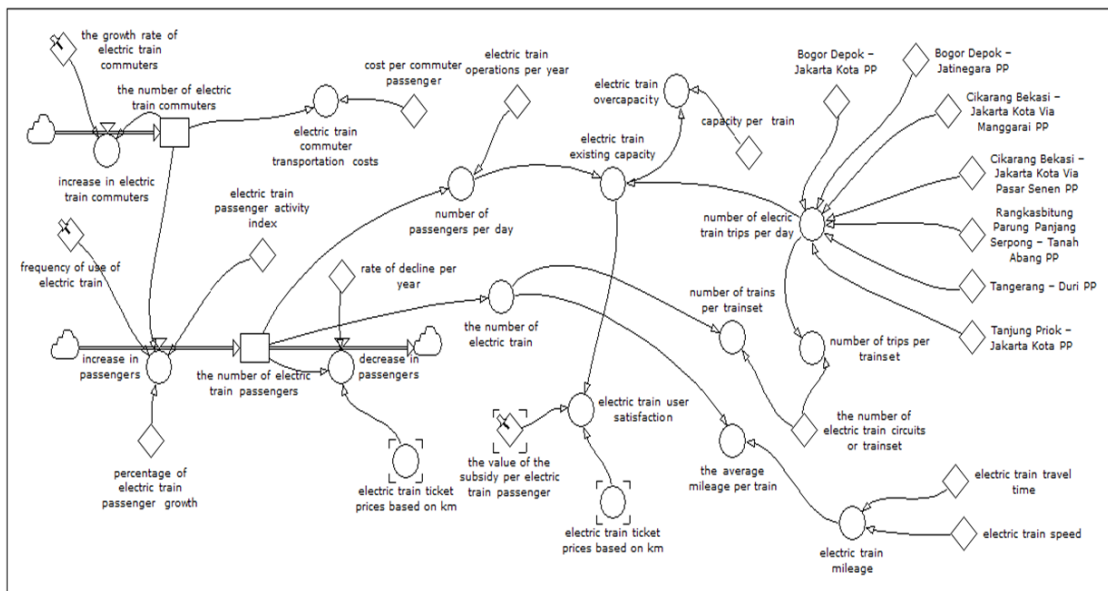 the growth rate of
electric train
commuters
the number of electric
train commuters
increase in electric
train commuters
cost per commuter
passenger
electric train
commuter
transportation costs
electric train
operations per year
electric train
overcapacity
capacity per train
electric train
existing capacity
number of
passengers per day
Bogor Depok –
Jakarta Kota PP
Bogor Depok –
Jatinegara PP
Cikarang Bekasi –
Jakarta Kota Via
Manggarai PP
Cikarang Bekasi –
Jakarta Kota Via
Pasar Senen PP
Rangkasbitung
Parung Panjang
Serpong – Tanah
Abang PP
Tangerang – Duri PP
Tanjung Priok –
Jakarta Kota PP
number of elecric
train trips per day
electric train
passenger activity
index
frequency of use of
electric train
rate of decline per
year
increase in
passengers
the number of electric
train passengers
decrease in
passengers
the number of
electric train
number of trains
per trainset
number of trips per
trainset
the number of
electric train circuits
or trainset
percentage of
electric train
passenger growth
electric train ticket
prices based on km
electric train user
satisfaction
the value of the
subsidy per electric
train passenger
electric train ticket
prices based on km
the average
mileage per train
electric train travel
time
electric train speed
electric train
mileage